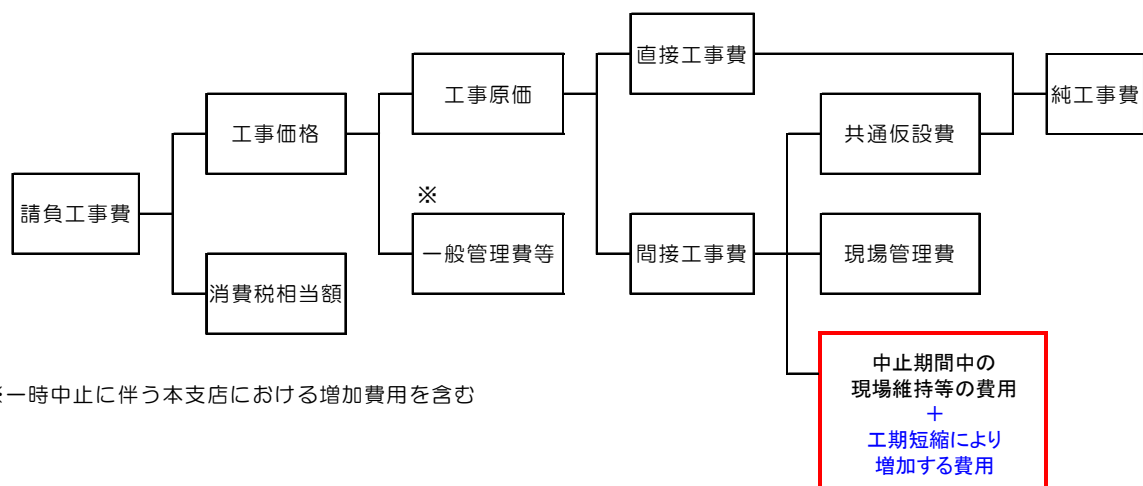 直接工事費
工事原価
純工事費
工事価格
共通仮設費
※
請負工事費
一般管理費等
間接工事費
現場管理費
消費税相当額
中止期間中の
現場維持等の費用
+
工期短縮により
増加する費用
※一時中止に伴う本支店における増加費用を含む